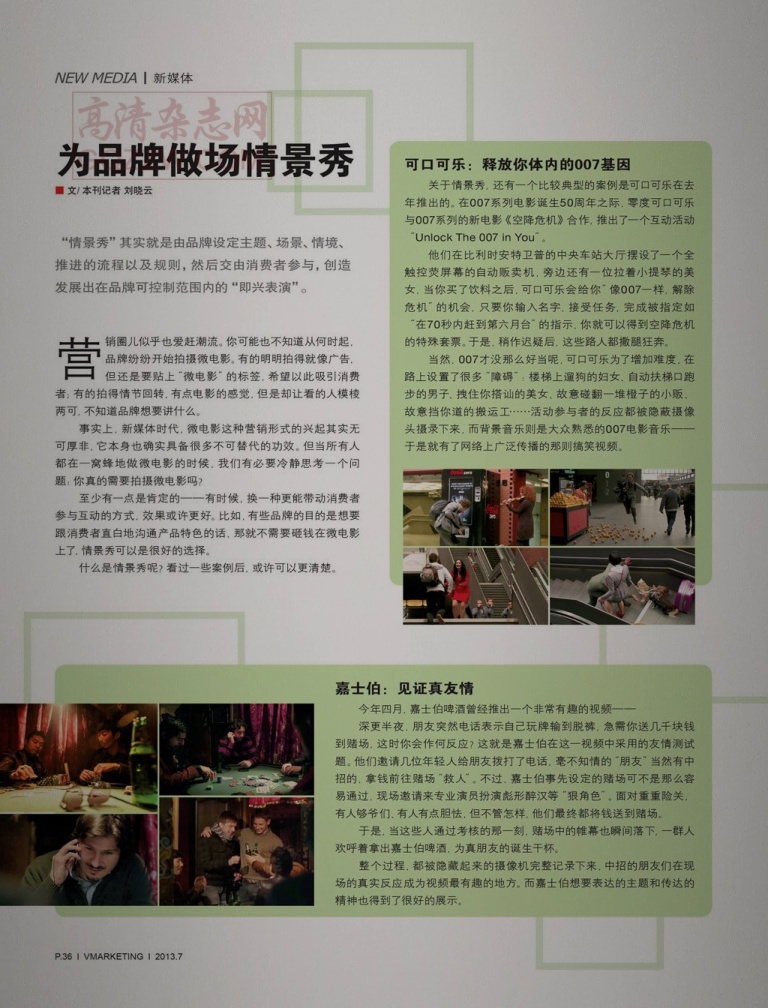 NEW MEDIA | 新媒体
高清杂志网
为品牌做场情景秀
■ 文/ 本刊记者 刘晓云
“情景秀”其实就是由品牌设定主题、场景、情境、
推进的流程以及规则，然后交由消费者参与，创造
发展出在品牌可控制范围内的“即兴表演”。
营销圈儿似乎也爱赶潮流。你可能也不知道从何时起，
品牌纷纷开始拍摄微电影。有的明明拍得就像广告，
但还是要贴上“微电影”的标签，希望以此吸引消费
者；有的拍得情节回转，有点电影的感觉，但是却让看的人模棱
两可，不知道品牌想要讲什么。
事实上，新媒体时代，微电影这种营销形式的兴起其实无
可厚非，它本身也确实具备很多不可替代的功效。但当所有人
都在一窝蜂地做微电影的时候，我们有必要冷静思考一个问
题：你真的需要拍摄微电影吗？
至少有一点是肯定的——有时候，换一种更能带动消费者
参与互动的方式，效果或许更好。比如，有些品牌的目的是想要
跟消费者直白地沟通产品特色的话，那就不需要砸钱在微电影
上了，情景秀可以是很好的选择。
什么是情景秀呢？看过一些案例后，或许可以更清楚。
可口可乐：释放你体内的007基因
关于情景秀，还有一个比较典型的案例是可口可乐在去
年推出的。在007系列电影诞生50周年之际，零度可口可乐
与007系列的新电影《空降危机》合作，推出了一个互动活动
“Unlock The 007 in You”。
他们在比利时安特卫普的中央车站大厅摆设了一个全
触控荧屏幕的自动贩卖机，旁边还有一位拉着小提琴的美
女，当你买了饮料之后，可口可乐会给你“像007一样，解除
危机”的机会，只要你输入名字，接受任务，完成被指定如
“在70秒内赶到第六月台”的指示，你就可以得到空降危机
的特殊套票。于是，稍作迟疑后，这些路人都撒腿狂奔。
当然，007才没那么好当呢，可口可乐为了增加难度，在
路上设置了很多“障碍”：楼梯上遛狗的妇女，自动扶梯口跑
步的男子，拽住你搭讪的美女，故意碰翻一堆橙子的小贩，
故意挡你道的搬运工……活动参与者的反应都被隐蔽摄像
头摄录下来，而背景音乐则是大众熟悉的007电影音乐——
于是就有了网络上广泛传播的那则搞笑视频。
嘉士伯：见证真友情
今年四月，嘉士伯啤酒曾经推出一个非常有趣的视频——
深更半夜，朋友突然电话表示自己玩牌输到脱裤，急需你送几千块钱
到赌场，这时你会作何反应？这就是嘉士伯在这一视频中采用的友情测试
题。他们邀请几位年轻人给朋友拨打了电话，毫不知情的“朋友”当然有中
招的，拿钱前往赌场“救人”。不过，嘉士伯事先设定的赌场可不是那么容
易通过，现场邀请来专业演员扮演彪形醉汉等“狠角色”。面对重重险关，
有人够爷们，有人有点胆怯，但不管怎样，他们最终都将钱送到赌场。
于是，当这些人通过考核的那一刻，赌场中的帷幕也瞬间落下，一群人
欢呼着拿出嘉士伯啤酒，为真朋友的诞生干杯。
整个过程，都被隐藏起来的摄像机完整记录下来，中招的朋友们在现
场的真实反应成为视频最有趣的地方。而嘉士伯想要表达的主题和传达的
精神也得到了很好的展示。
P.36 | VMARKETING | 2013.7